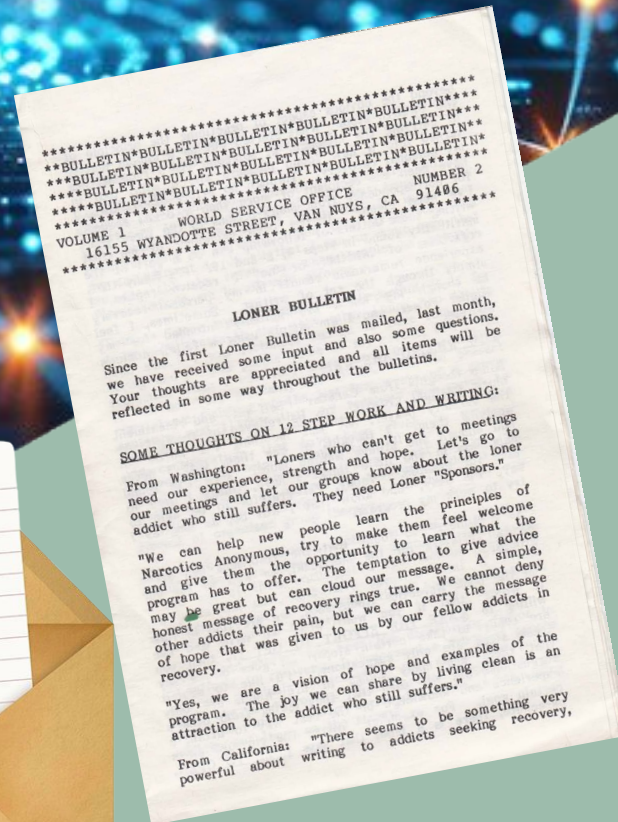 *************************************************
**BULLETIN*BULLETIN*BULLETIN*BULLETIN*BULLETIN****
***BULLETIN*BULLETIN*BULLETIN*BULLETIN*BULLETIN***
****BULLETIN*BULLETIN*BULLETIN*BULLETIN*BULLETIN**
*****BULLETIN*BULLETIN*BULLETIN*BULLETIN*BULLETIN*
*************************************************
VOLUME 1 WORLD SERVICE OFFICE NUMBER 2
16155 WYANDOTTE STREET, VAN NUYS, CA 91406
*************************************************
LONER BULLETIN
Since the first Loner Bulletin was mailed, last month,
we have received some input and also some questions.
Your thoughts are appreciated and all items will be
reflected in some way throughout the bulletins.
SOME THOUGHTS ON 12 STEP WORK AND WRITING:
From Washington: "Loners who can't get to meetings
need our experience, strength and hope. Let's go to
our meetings and let our groups know about the loner
addict who still suffers. They need Loner "Sponsors."
"We can help new people learn the principles of
Narcotics Anonymous, try to make them feel welcome
and give them the opportunity to learn what the
program has to offer. The temptation to give advice
may be great but can cloud our message. A simple,
honest message of recovery rings true. We cannot deny
other addicts their pain, but we can carry the message
of hope that was given to us by our fellow addicts in
recovery.
"Yes, we are a vision of hope and examples of the
program. The joy we can share by living clean is an
attraction to the addict who still suffers."
From California: "There seems to be something very
powerful about writing to addicts seeking recovery,